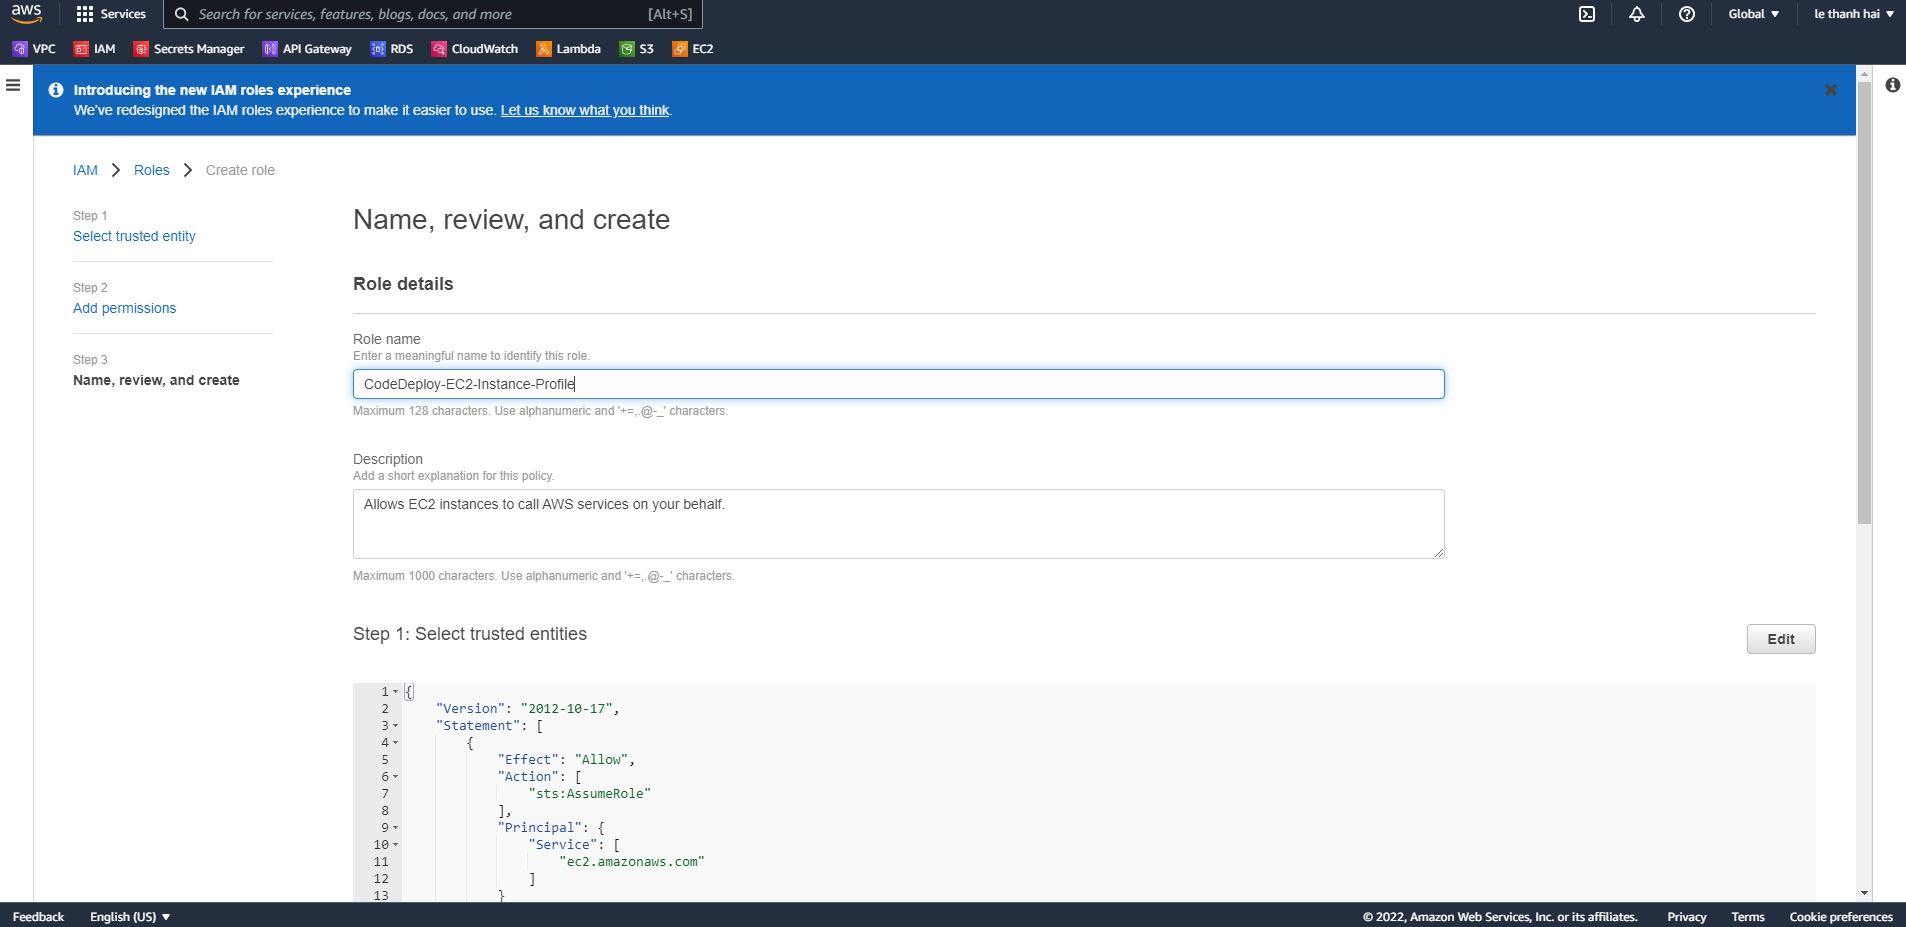 aws
Services
Search for services, features, blogs, docs, and more
[Alt+S]
Global ▼
le thanh hai ▼
VPC
IAM
Secrets Manager
API Gateway
RDS
CloudWatch
Lambda
S3
EC2
Introducing the new IAM roles experience
We've redesigned the IAM roles experience to make it easier to use. Let us know what you think.
IAM > Roles > Create role
Step 1
Select trusted entity
Step 2
Add permissions
Step 3
Name, review, and create
Name, review, and create
Role details
Role name
Enter a meaningful name to identify this role.
CodeDeploy-EC2-Instance-Profile
Maximum 128 characters. Use alphanumeric and '+=,.@-_' characters.
Description
Add a short explanation for this policy.
Allows EC2 instances to call AWS services on your behalf.
Maximum 1000 characters. Use alphanumeric and '+=,.@-_' characters.
Step 1: Select trusted entities
Edit
1 {
2     "Version": "2012-10-17",
3     "Statement": [
4         {
5             "Effect": "Allow",
6             "Action": [
7                 "sts:AssumeRole"
8             ],
9             "Principal": {
10                 "Service": [
11                     "ec2.amazonaws.com"
12                 ]
13             }
Feedback
English (US) ▼
© 2022, Amazon Web Services, Inc. or its affiliates.
Privacy
Terms
Cookie preferences